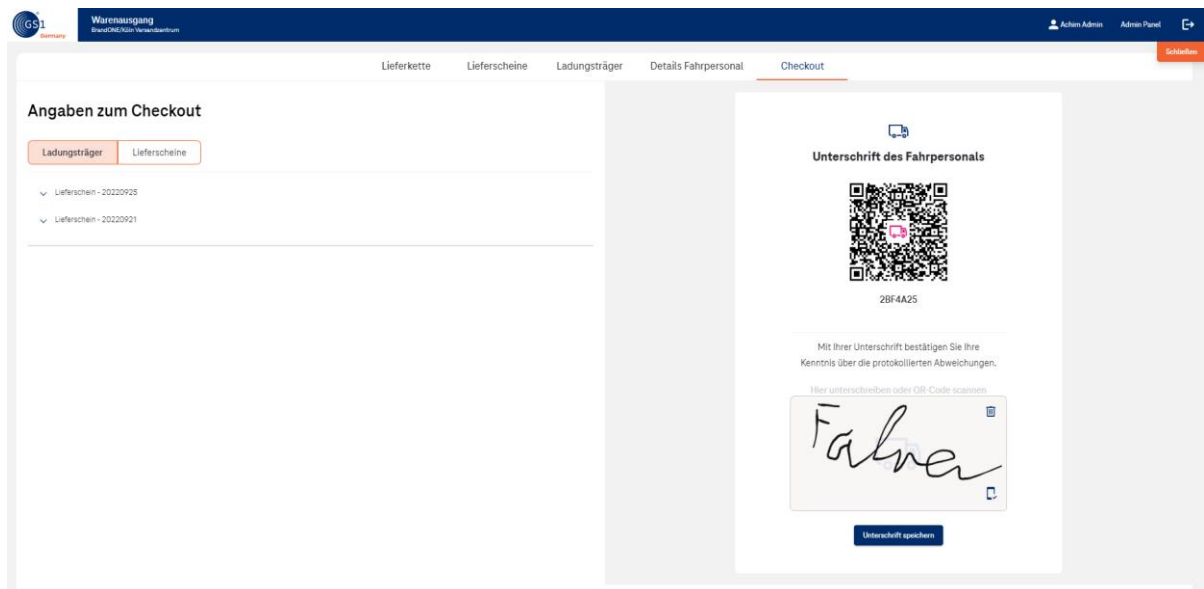 GS1
Germany
Warenausgang
BrandONE/Köln Versandzentrum
Achim Admin
Admin Panel
Schließen
Lieferkette
Lieferscheine
Ladungsträger
Details Fahrpersonal
Checkout
Angaben zum Checkout
Ladungsträger
Lieferscheine
Lieferschein - 20220925
Lieferschein - 20220921
Unterschrift des Fahrpersonals
2BF4A25
Mit Ihrer Unterschrift bestätigen Sie Ihre
Kenntnis über die protokollierten Abweichungen.
Hier unterschreiben oder QR-Code scannen
Unterschrift speichern